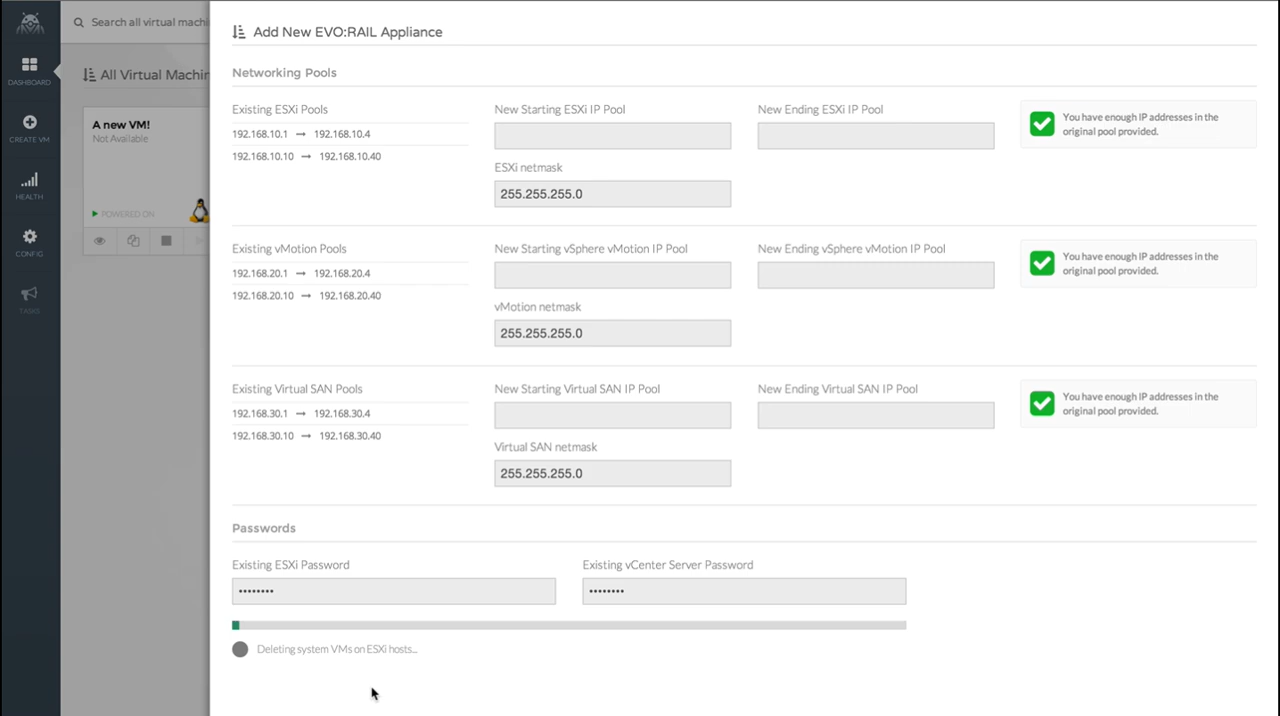 Search all virtual machi
Add New EVO:RAIL Appliance
DASHBOARD
CREATE VM
HEALTH
CONFIG
TASKS
All Virtual Machin
A new VM!
Not Available
POWERED ON
Networking Pools
Existing ESXi Pools
192.168.10.1 → 192.168.10.4
192.168.10.10 → 192.168.10.40
New Starting ESXi IP Pool
New Ending ESXi IP Pool
ESXi netmask
255.255.255.0
You have enough IP addresses in the
original pool provided.
Existing vMotion Pools
192.168.20.1 → 192.168.20.4
192.168.20.10 → 192.168.20.40
New Starting vSphere vMotion IP Pool
New Ending vSphere vMotion IP Pool
vMotion netmask
255.255.255.0
You have enough IP addresses in the
original pool provided.
Existing Virtual SAN Pools
192.168.30.1 → 192.168.30.4
192.168.30.10 → 192.168.30.40
New Starting Virtual SAN IP Pool
New Ending Virtual SAN IP Pool
Virtual SAN netmask
255.255.255.0
You have enough IP addresses in the
original pool provided.
Passwords
Existing ESXi Password
••••••••
Existing vCenter Server Password
••••••••
Deleting system VMs on ESXi hosts...